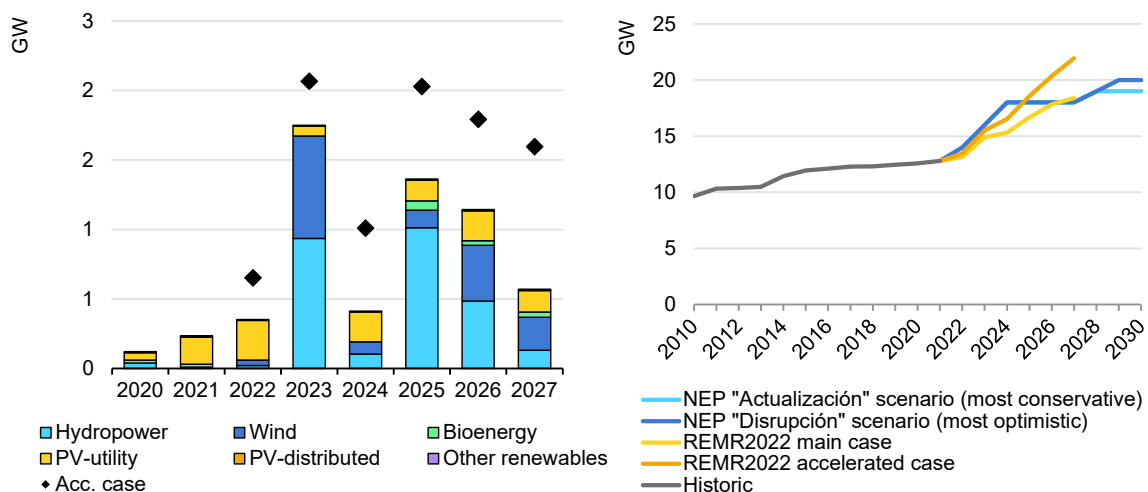 GW
3
2
2
1
1
0
2020 2021 2022 2023 2024 2025 2026 2027
Hydropower Wind Bioenergy
PV-utility PV-distributed Other renewables
Acc. case
GW
25
20
15
10
5
0
2010 2012 2014 2016 2018 2020 2022 2024 2026 2028 2030
NEP "Actualización" scenario (most conservative)
NEP "Disrupción" scenario (most optimistic)
REMR2022 main case
REMR2022 accelerated case
Historic